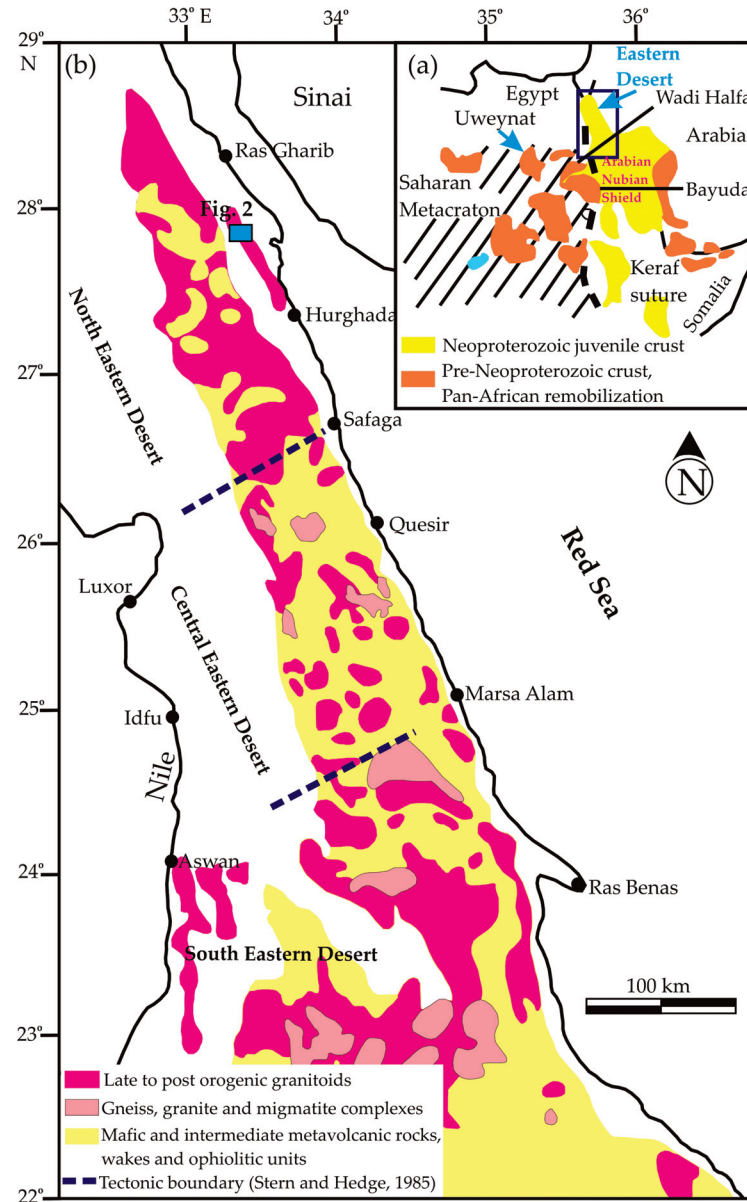 33° E
34°
35°
36°
29°
N
(b)
Sinai
Ras Gharib
28°
Fig. 2
Hurghada
27°
North Eastern Desert
Safaga
26°
Quesir
Luxor
Central Eastern Desert
Red Sea
25°
Marsa Alam
Idfu
Nile
24°
Aswan
Ras Benas
South Eastern Desert
100 km
23°
22°
N
(a)
Eastern
Desert
Egypt
Wadi Halfa
Uweynat
Arabia
Arabian
Nubian
Shield
Saharan
Metacraton
Bayuda
Keraf
suture
Somalia
Neoproterozoic juvenile crust
Pre-Neoproterozoic crust,
Pan-African remobilization
Late to post orogenic granitoids
Gneiss, granite and migmatite complexes
Mafic and intermediate metavolcanic rocks,
wakes and ophiolitic units
Tectonic boundary (Stern and Hedge, 1985)